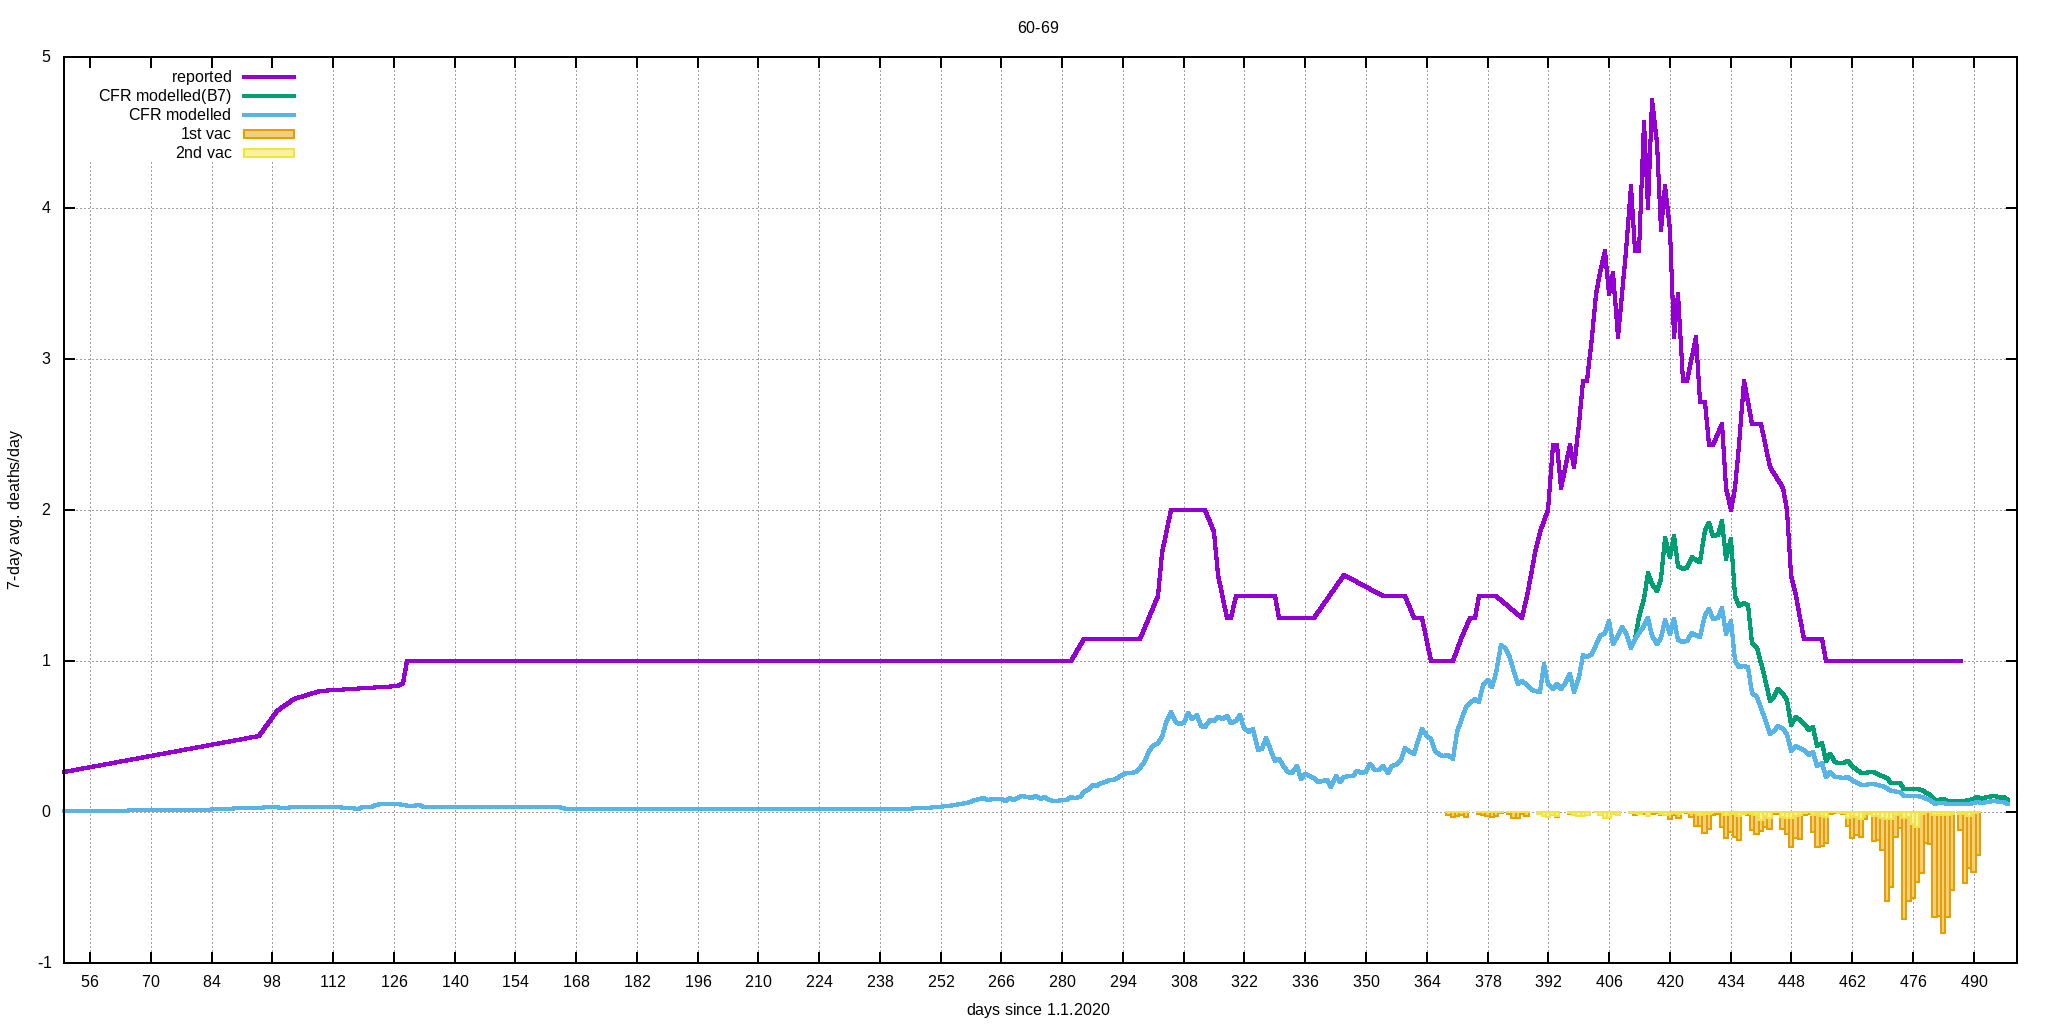 60-69
reported
CFR modelled(B7)
CFR modelled
1st vac
2nd vac
5
4
3
2
1
0
-1
7-day avg. deaths/day
56 70 84 98 112 126 140 154 168 182 196 210 224 238 252 266 280 294 308 322 336 350 364 378 392 406 420 434 448 462 476 490
days since 1.1.2020